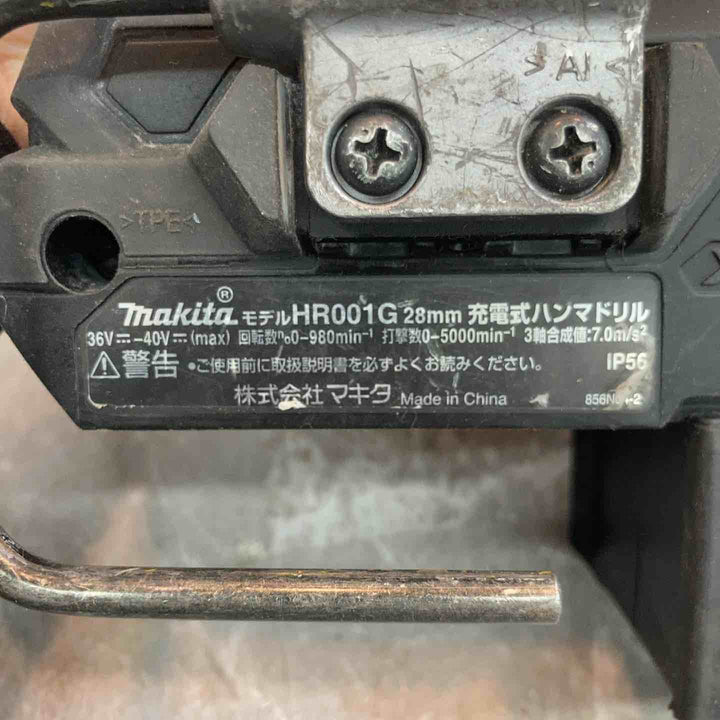 >AI<
>TPE<
makita® モデルHR001G 28mm 充電式ハンマドリル
36V⎓-40V⎓(max) 回転数n₀0-980min⁻¹ 打撃数0-5000min⁻¹ 3軸合成値:7.0m/s²
⚠警告 •ご使用前に取扱説明書を必ずよくお読みください。 IP56
株式会社マキタ Made in China